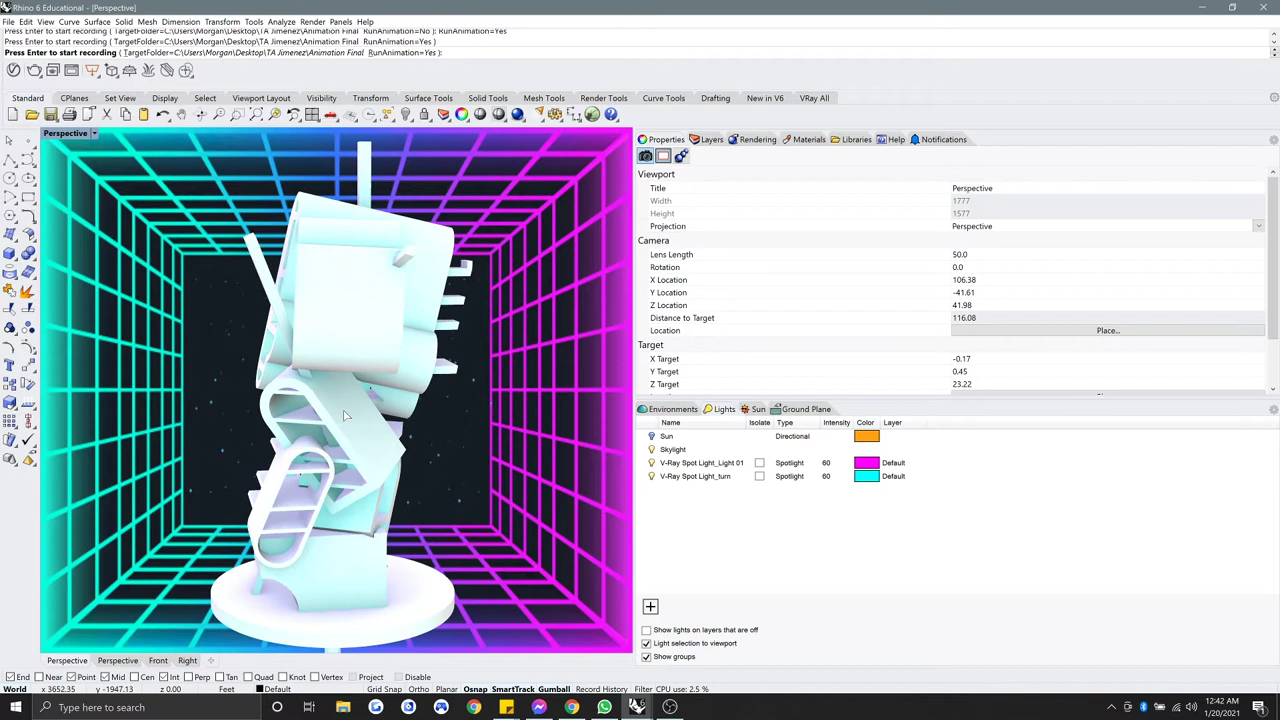 Rhino 6 Educational - [Perspective]
File Edit View Curve Surface Solid Mesh Dimension Transform Tools Analyze Render Panels Help
Press Enter to start recording ( TargetFolder=C:\Users\Morgan\Desktop\TA Jimenez\Animation Final RunAnimation=No ): RunAnimation=Yes
Press Enter to start recording ( TargetFolder=C:\Users\Morgan\Desktop\TA Jimenez\Animation Final RunAnimation=Yes )
Press Enter to start recording ( TargetFolder=C:\Users\Morgan\Desktop\TA Jimenez\Animation Final RunAnimation=Yes ):
Standard CPlanes Set View Display Select Viewport Layout Visibility Transform Surface Tools Solid Tools Mesh Tools Render Tools Curve Tools Drafting New in V6 VRay All
Perspective
Properties Layers Rendering Materials Libraries Help Notifications
Viewport
Title Perspective
Width 1777
Height 1577
Projection Perspective
Camera
Lens Length 50.0
Rotation 0.0
X Location 106.38
Y Location -41.61
Z Location 41.98
Distance to Target 116.08
Location Place...
Target
X Target -0.17
Y Target 0.45
Z Target 23.22
Environments Lights Sun Ground Plane
Name Isolate Type Intensity Color Layer
Sun Directional
Skylight
V-Ray Spot Light_Light 01 Spotlight 60 Default
V-Ray Spot Light_turn Spotlight 60 Default
Show lights on layers that are off
Light selection to viewport
Show groups
Perspective Perspective Front Right
End Near Point Mid Cen Int Perp Tan Quad Knot Vertex Project Disable
World x 3652.35 y -1947.13 z 0.00 Feet Default Grid Snap Ortho Planar Osnap SmartTrack Gumball Record History Filter CPU use: 2.5 %
Type here to search
12:42 AM
1/20/2021